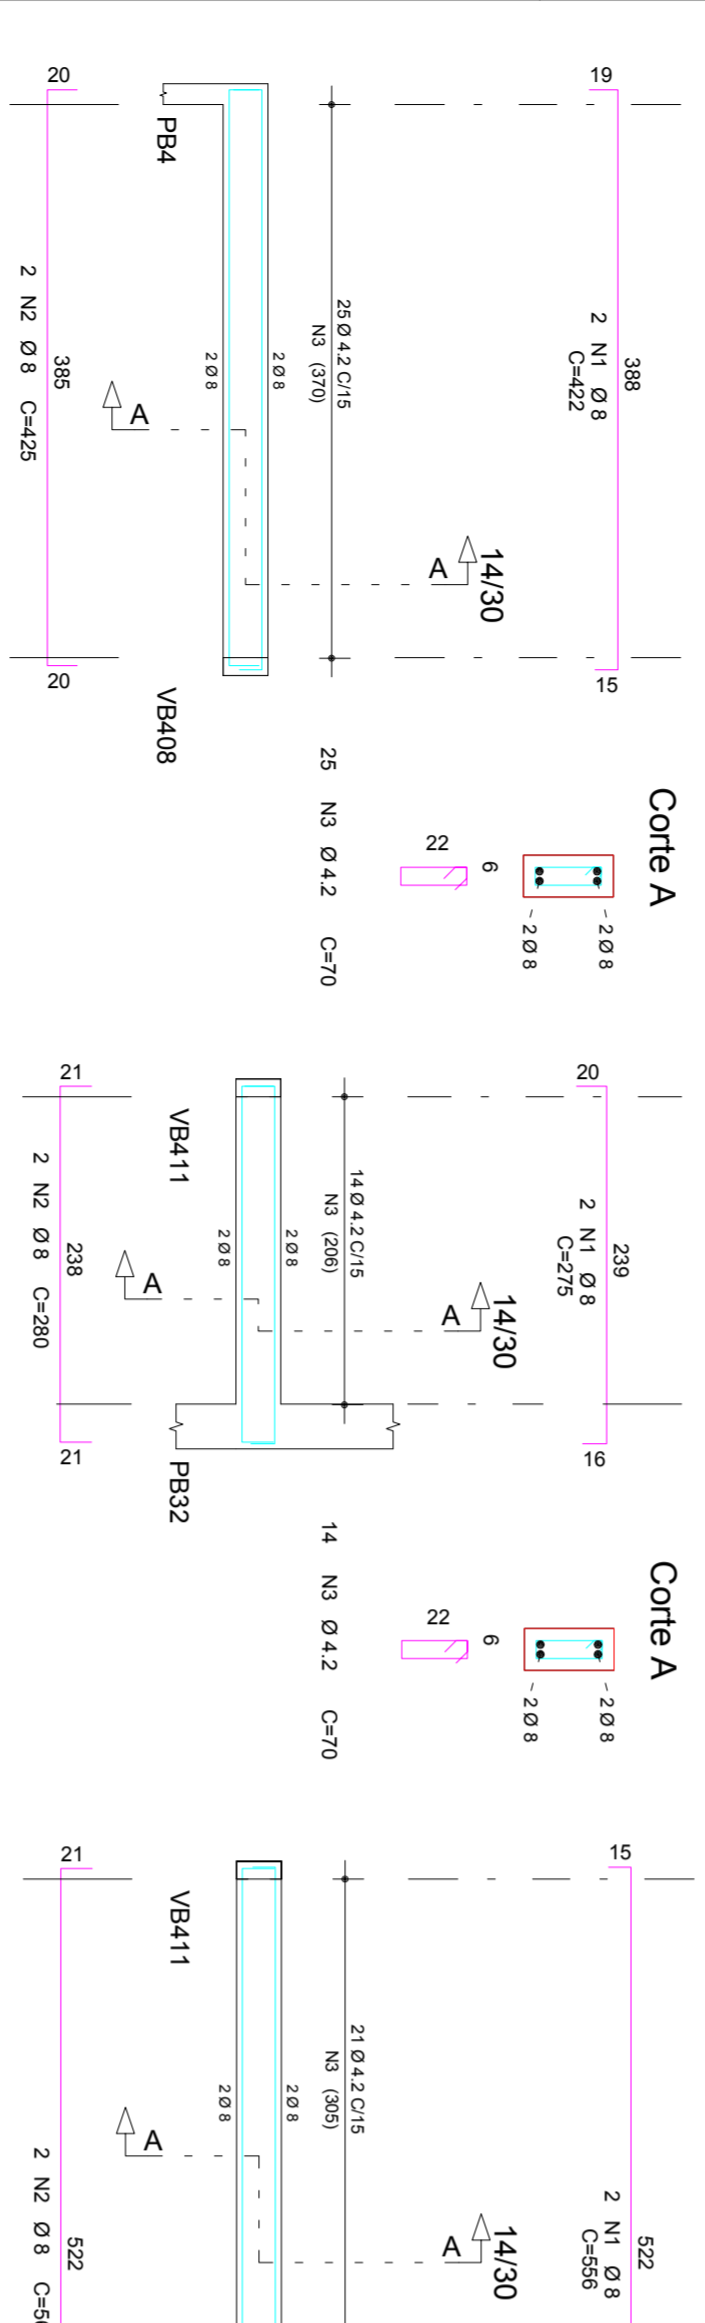 19
388
15
2 N1 Ø 8
C=422
25 Ø 4.2 C/15
N3 (370)
14/30
A
2 Ø 8
2 Ø 8
A
PB4
VB408
20
385
20
2 N2 Ø 8 C=425
Corte A
2 Ø 8
2 Ø 8
6
22
25 N3 Ø 4.2 C=70
20
239
16
2 N1 Ø 8
C=275
14 Ø 4.2 C/15
N3 (206)
14/30
A
2 Ø 8
2 Ø 8
A
VB411
PB32
21
238
21
2 N2 Ø 8 C=280
Corte A
2 Ø 8
2 Ø 8
6
22
14 N3 Ø 4.2 C=70
15
522
2 N1 Ø 8
C=556
21 Ø 4.2 C/15
N3 (305)
14/30
A
2 Ø 8
2 Ø 8
A
VB411
21
522
2 N2 Ø 8